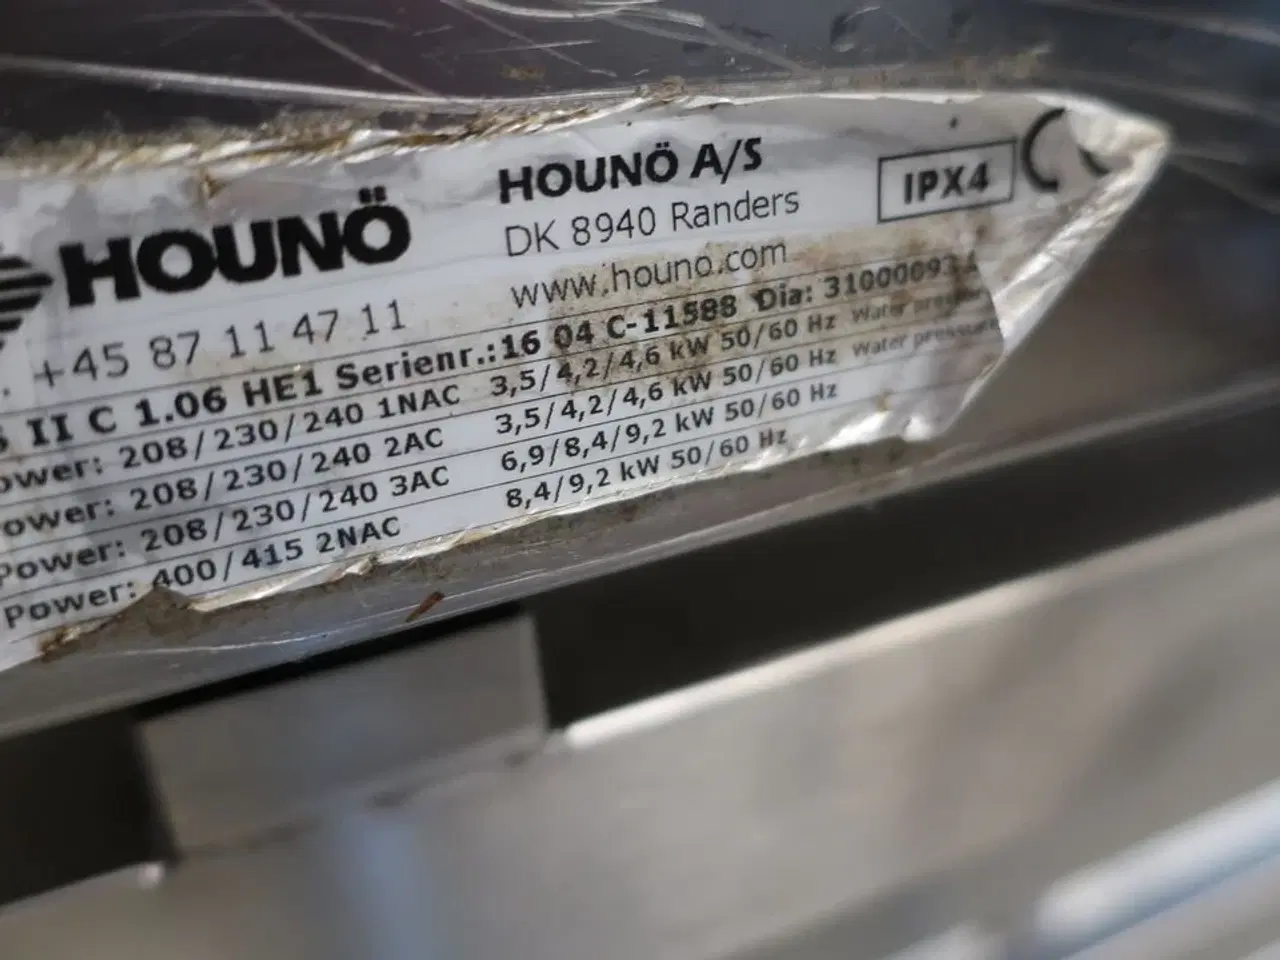 HOUNÖ
HOUNÖ A/S
DK 8940 Randers
www.houno.com
IPX4
CE
+45 87 11 47 11
II C 1.06 HE1 Serienr.:16 04 C-11588 Dia:
Power: 208/230/240 1NAC 3,5/4,2/4,6 kW 50/60 Hz Water
Power: 208/230/240 2AC 3,5/4,2/4,6 kW 50/60 Hz Water pressure
Power: 208/230/240 3AC 6,9/8,4/9,2 kW 50/60 Hz
Power: 400/415 2NAC 8,4/9,2 kW 50/60 Hz